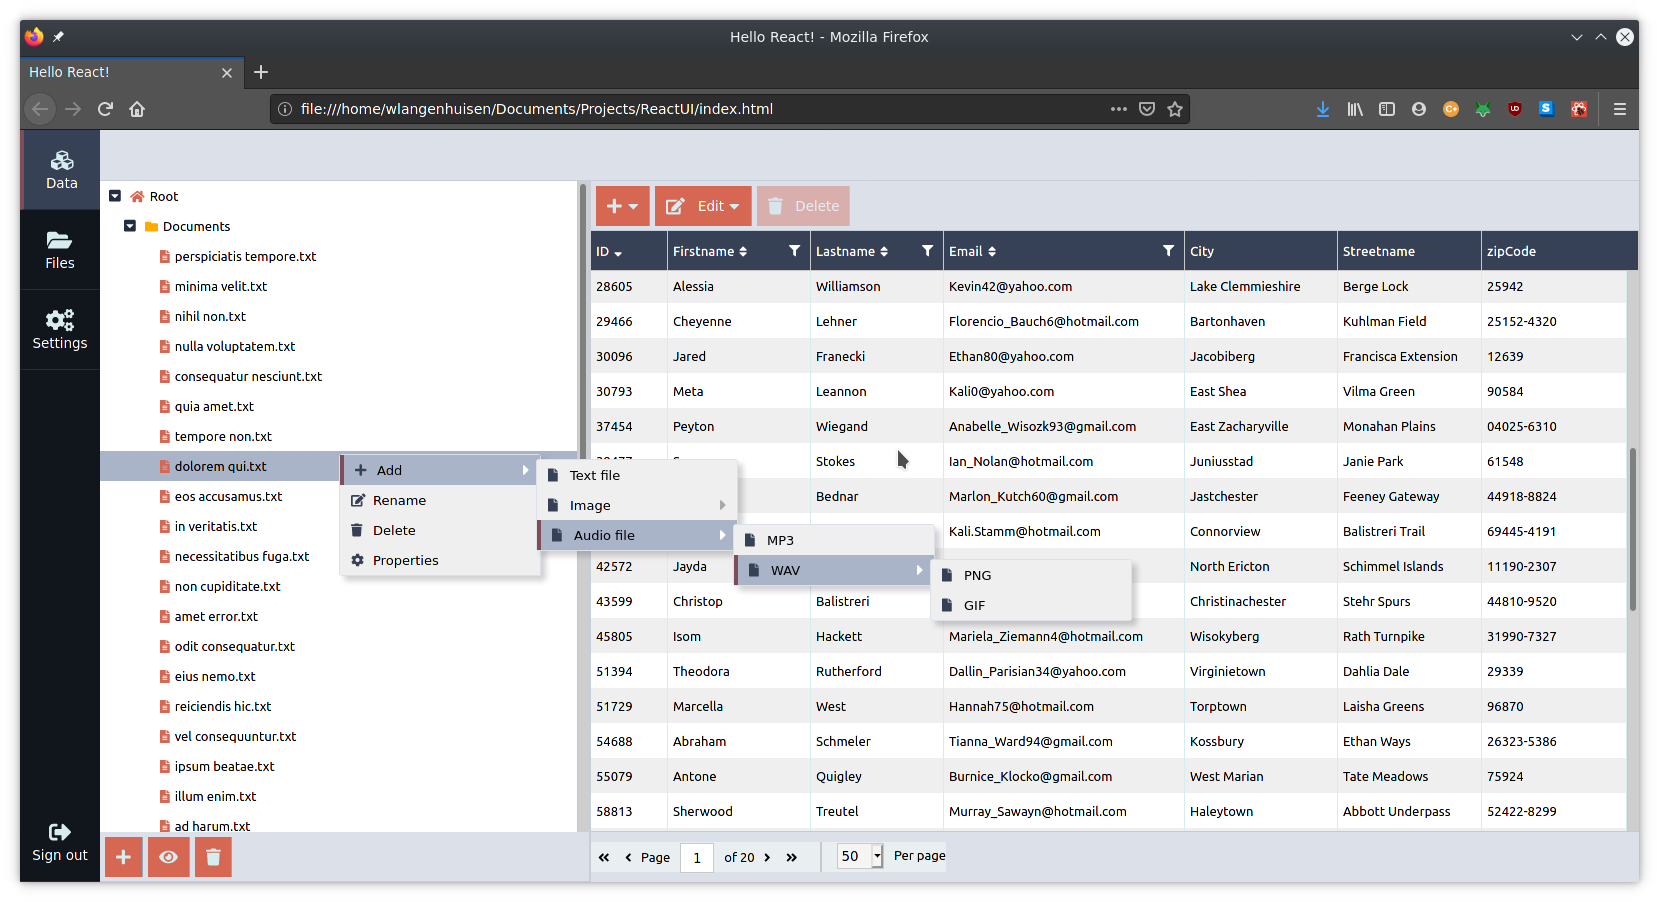 Hello React! - Mozilla Firefox
Hello React!
file:///home/wlangenhuisen/Documents/Projects/ReactUI/index.html
Data
Files
Settings
Sign out
Root
Documents
perspiciatis tempore.txt
minima velit.txt
nihil non.txt
nulla voluptatem.txt
consequatur nesciunt.txt
quia amet.txt
tempore non.txt
dolorem qui.txt
eos accusamus.txt
in veritatis.txt
necessitatibus fuga.txt
non cupiditate.txt
amet error.txt
odit consequatur.txt
eius nemo.txt
reiciendis hic.txt
vel consequuntur.txt
ipsum beatae.txt
illum enim.txt
ad harum.txt
Add
Rename
Delete
Properties
Text file
Image
Audio file
MP3
WAV
PNG
GIF
Edit Delete
ID Firstname Lastname Email City Streetname zipCode
28605 Alessia Williamson Kevin42@yahoo.com Lake Clemmieshire Berge Lock 25942
29466 Cheyenne Lehner Florencio_Bauch6@hotmail.com Bartonhaven Kuhlman Field 25152-4320
30096 Jared Franecki Ethan80@yahoo.com Jacobiberg Francisca Extension 12639
30793 Meta Leannon Kali0@yahoo.com East Shea Vilma Green 90584
37454 Peyton Wiegand Anabelle_Wisozk93@gmail.com East Zacharyville Monahan Plains 04025-6310
Stokes Ian_Nolan@hotmail.com Juniusstad Janie Park 61548
Bednar Marlon_Kutch60@gmail.com Jastchester Feeney Gateway 44918-8824
Kali.Stamm@hotmail.com Connorview Balistreri Trail 69445-4191
42572 Jayda North Ericton Schimmel Islands 11190-2307
43599 Christop Balistreri Christinachester Stehr Spurs 44810-9520
45805 Isom Hackett Mariela_Ziemann4@hotmail.com Wisokyberg Rath Turnpike 31990-7327
51394 Theodora Rutherford Dallin_Parisian34@yahoo.com Virginietown Dahlia Dale 29339
51729 Marcella West Hannah75@hotmail.com Torptown Laisha Greens 96870
54688 Abraham Schmeler Tianna_Ward94@gmail.com Kossbury Ethan Ways 26323-5386
55079 Antone Quigley Burnice_Klocko@gmail.com West Marian Tate Meadows 75924
58813 Sherwood Treutel Murray_Sawayn@hotmail.com Haleytown Abbott Underpass 52422-8299
Page 1 of 20 50 Per page